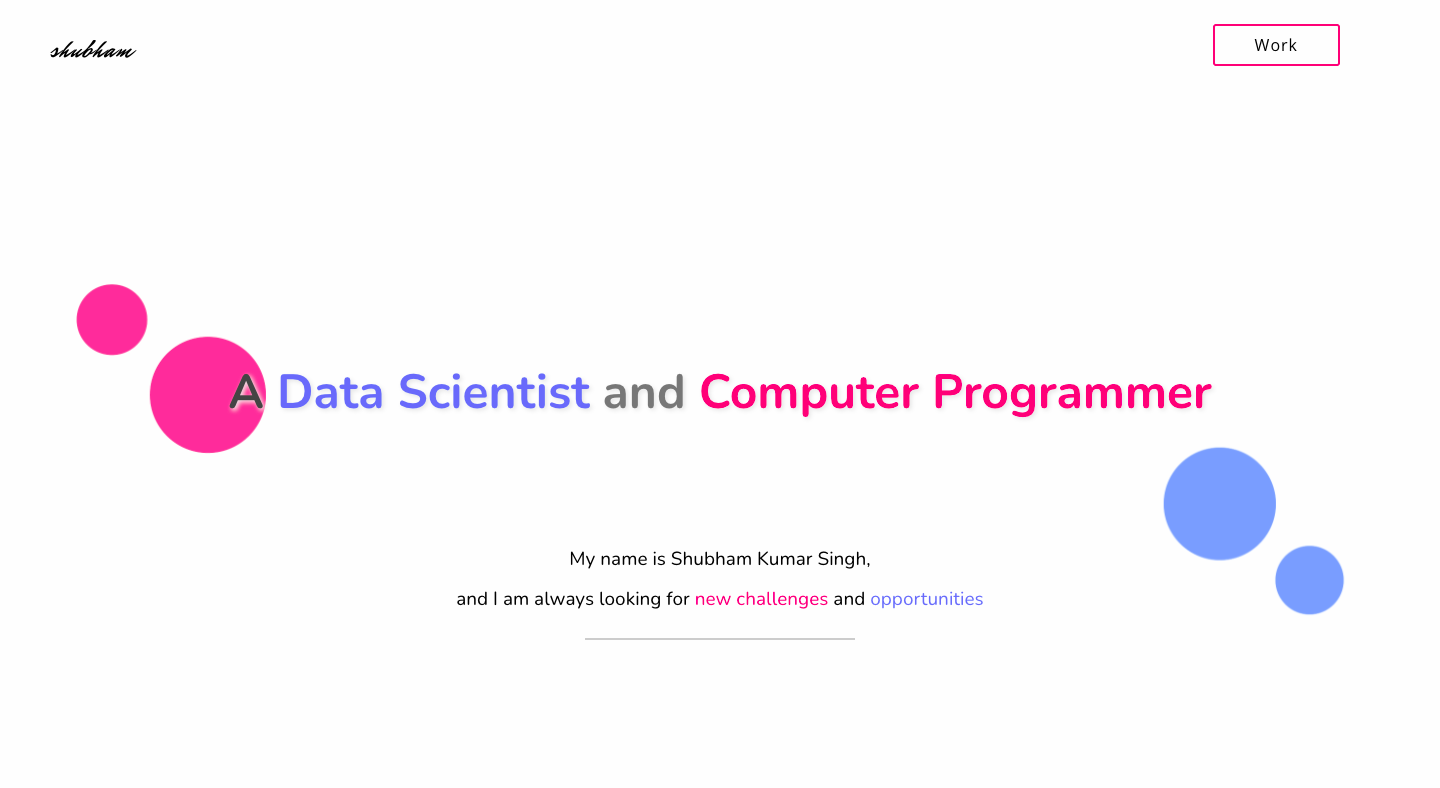 shubham
Work
A Data Scientist and Computer Programmer
My name is Shubham Kumar Singh,
and I am always looking for new challenges and opportunities